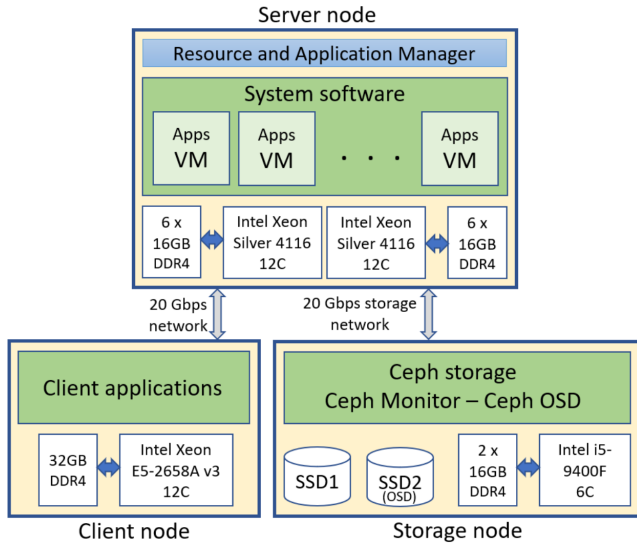 Server node
Resource and Application Manager
System software
Apps
VM
Apps
VM
. . .
Apps
VM
6 x
16GB
DDR4
Intel Xeon
Silver 4116
12C
Intel Xeon
Silver 4116
12C
6 x
16GB
DDR4
20 Gbps
network
20 Gbps storage
network
Client applications
32GB
DDR4
Intel Xeon
E5-2658A v3
12C
Client node
Ceph storage
Ceph Monitor – Ceph OSD
SSD1
SSD2
(OSD)
2 x
16GB
DDR4
Intel i5-
9400F
6C
Storage node